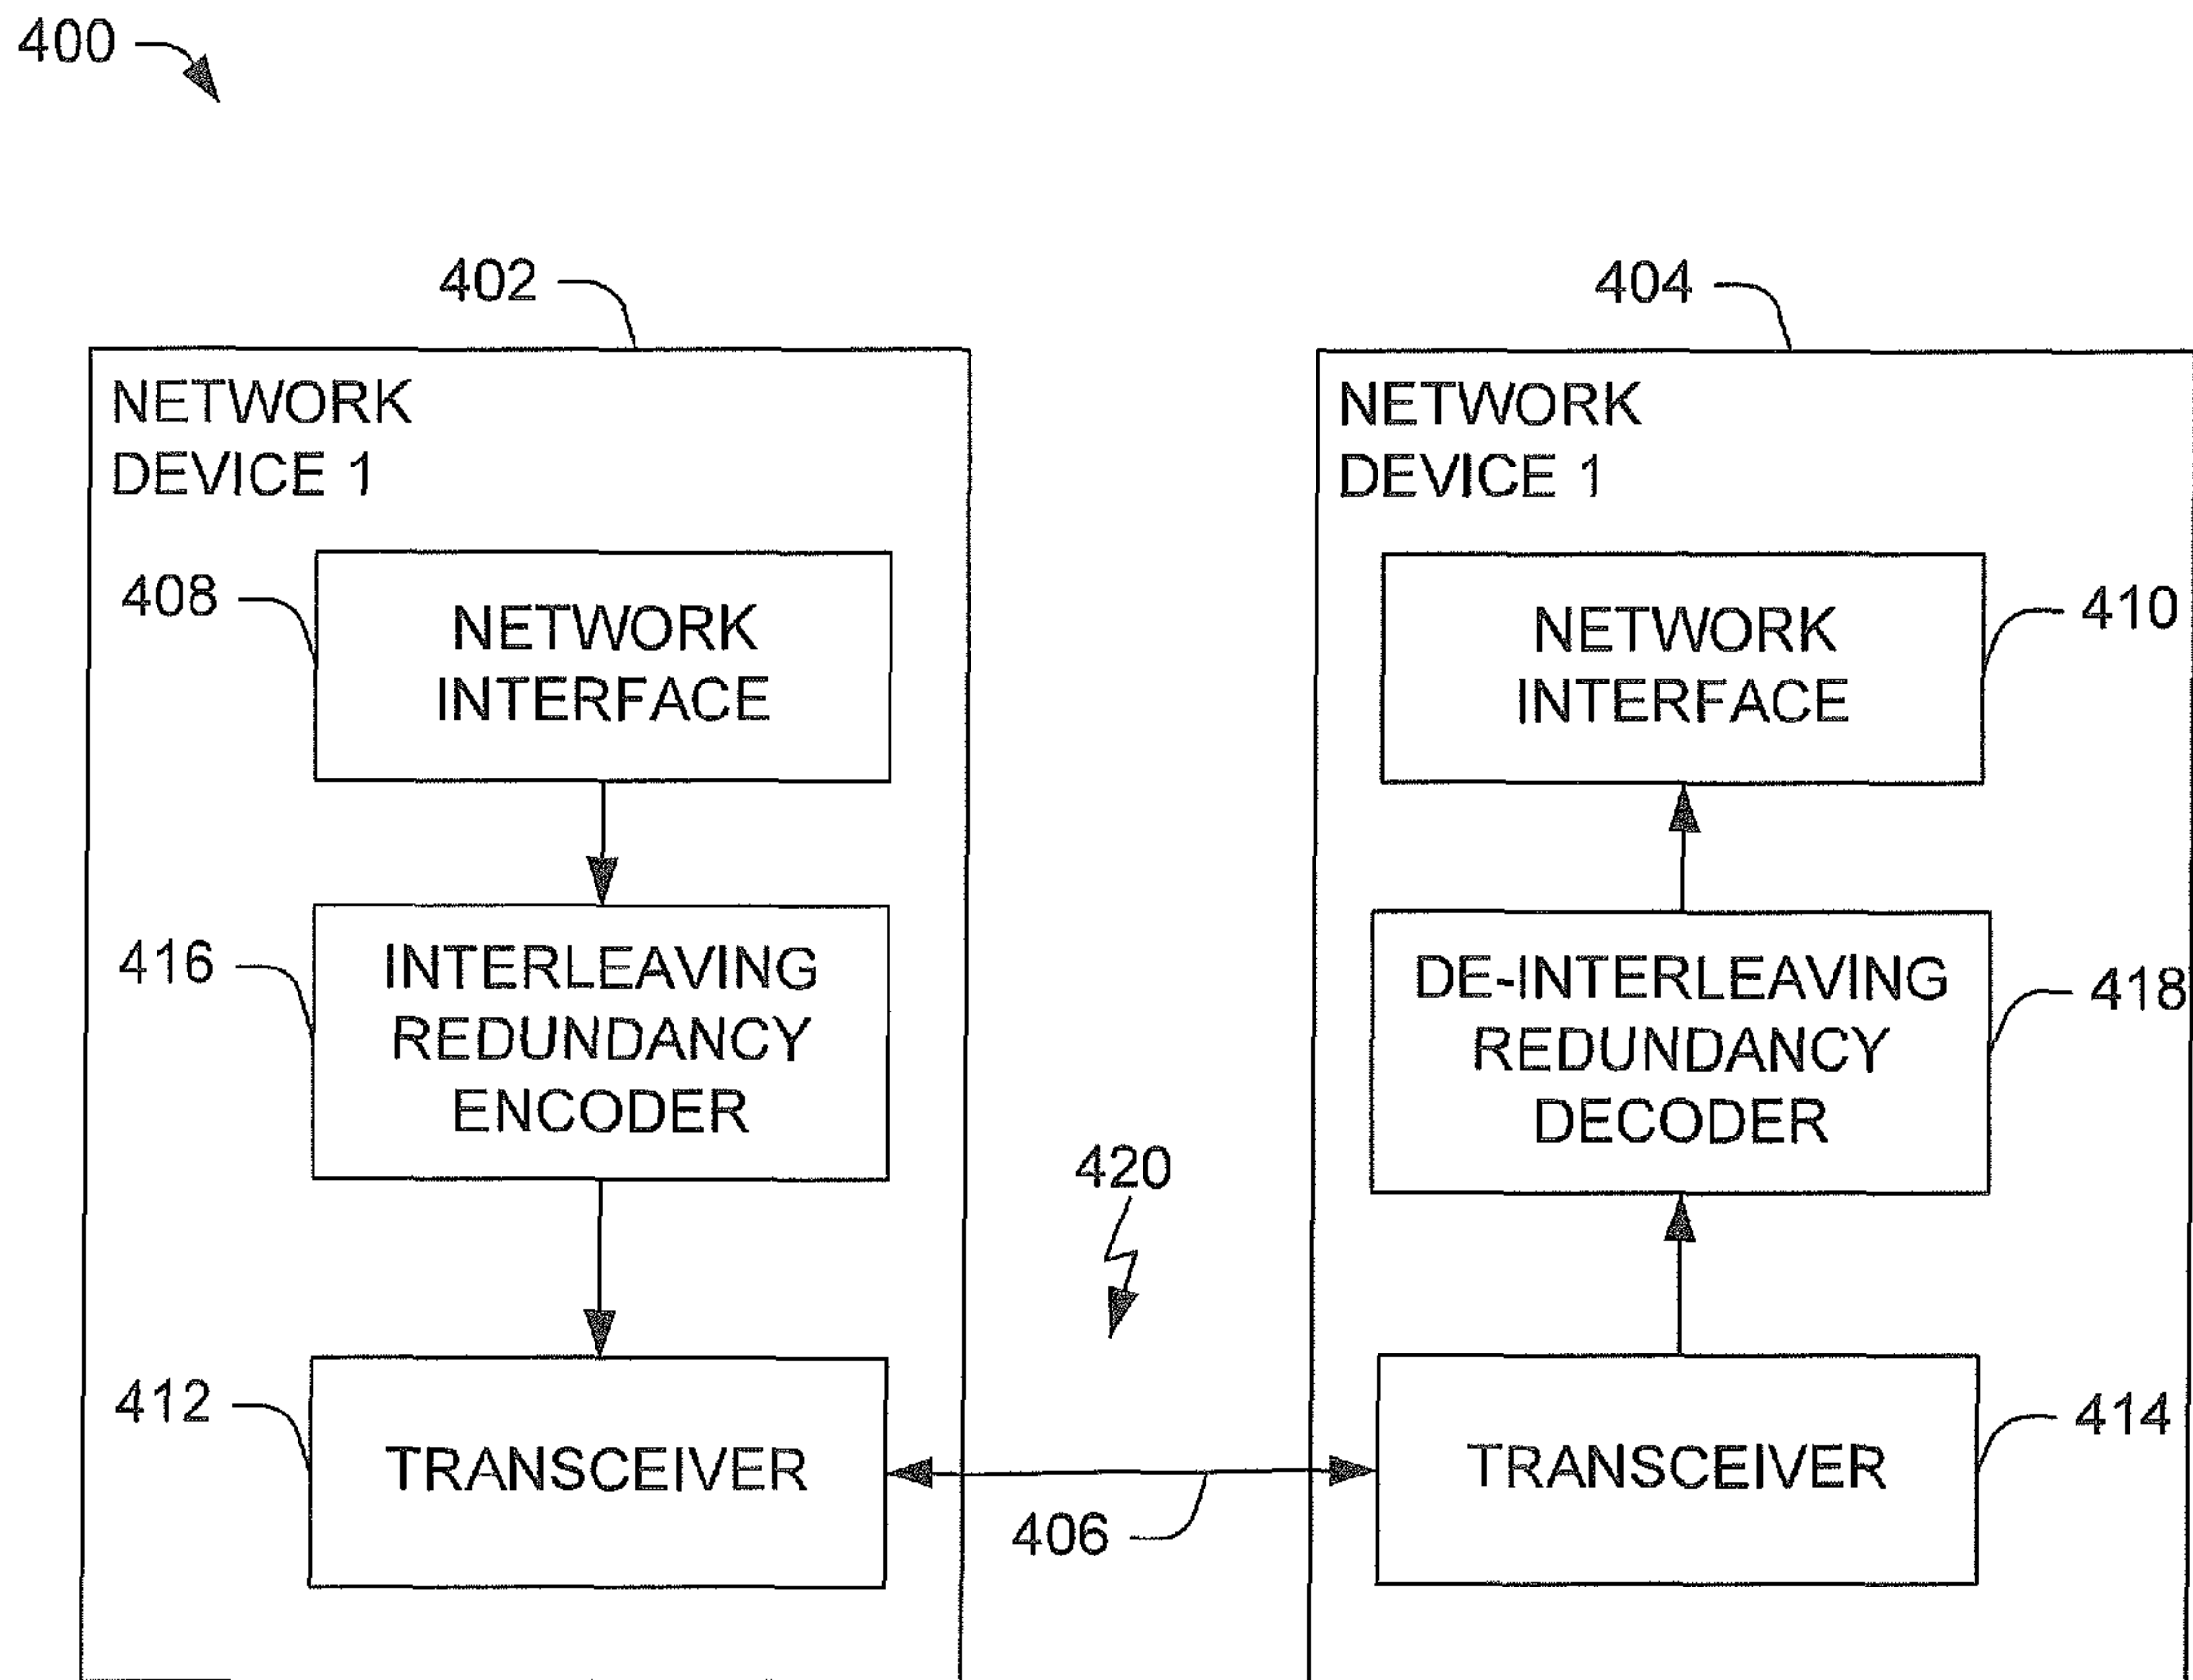 400
402
404
NETWORK
DEVICE 1
408
NETWORK
INTERFACE
416
INTERLEAVING
REDUNDANCY
ENCODER
412
TRANSCEIVER
420
406
NETWORK
DEVICE 1
NETWORK
INTERFACE
410
DE-INTERLEAVING
REDUNDANCY
DECODER
418
TRANSCEIVER
414